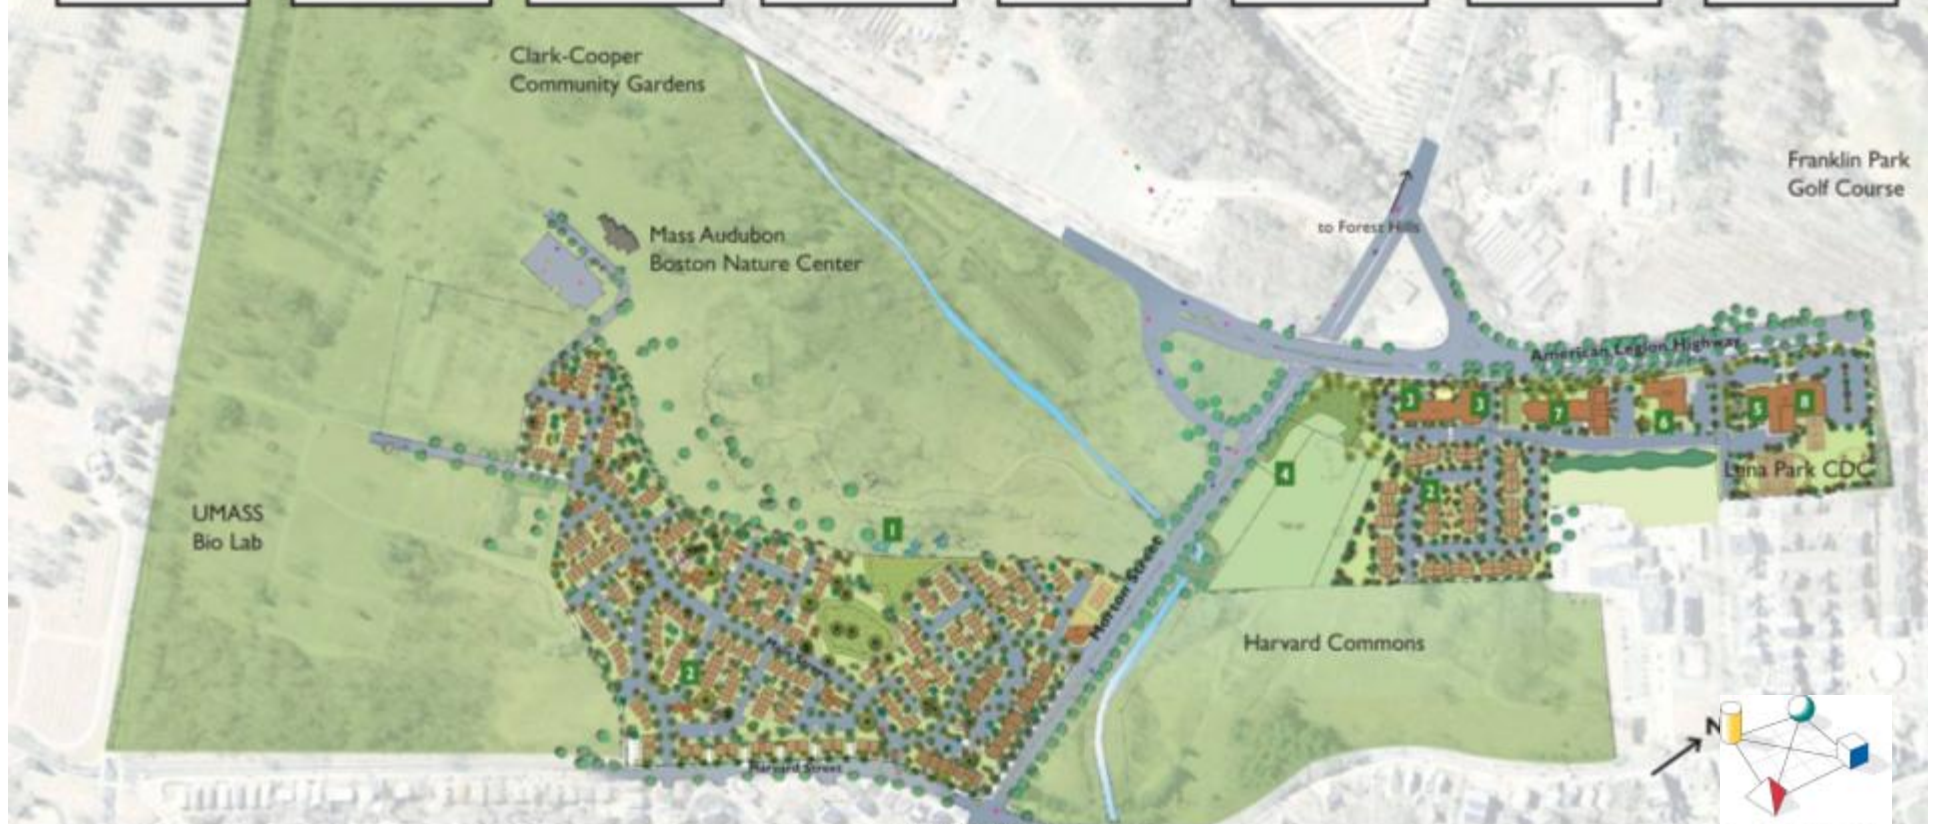 Clark-Cooper
Community Gardens
Franklin Park
Golf Course
to Forest Hills
Mass Audubon
Boston Nature Center
American Legion Highway
3
3
7
6
5
8
4
Luna Park CDC
2
UMASS
Bio Lab
1
Morton Street
Harvard Commons
2
N
Harvard Street